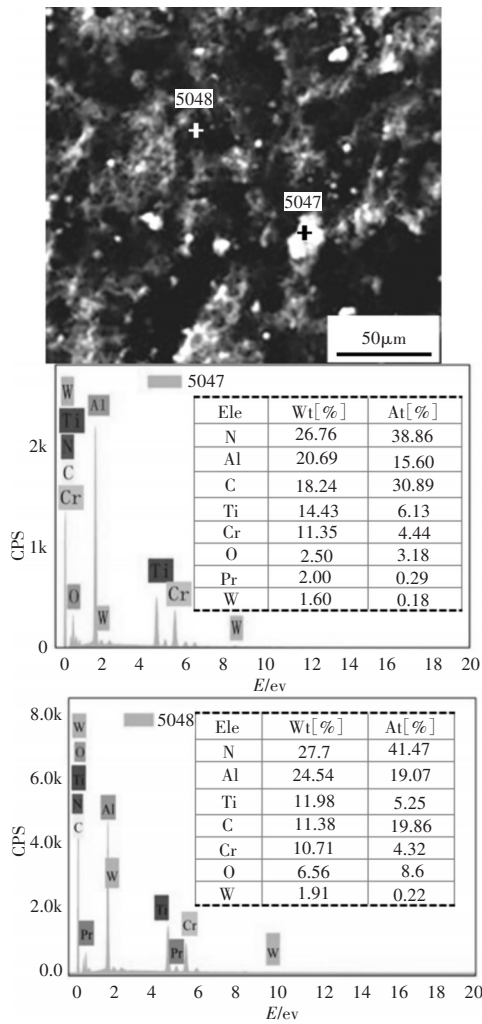 5048
5047
50μm
5047
W
Ti
N
C
Cr
Al
O
W
Ti
Cr
W
Ele Wt[%] At[%]
N 26.76 38.86
Al 20.69 15.60
C 18.24 30.89
Ti 14.43 6.13
Cr 11.35 4.44
O 2.50 3.18
Pr 2.00 0.29
W 1.60 0.18
2k
1k
0
CPS
0 2 4 6 8 10 12 14 16 18 20
E/ev
5048
W
O
Ti
N
C
Al
W
Pr
Ti
Pr
Cr
W
Ele Wt[%] At[%]
N 27.7 41.47
Al 24.54 19.07
Ti 11.98 5.25
C 11.38 19.86
Cr 10.71 4.32
O 6.56 8.6
W 1.91 0.22
8.0k
6.0k
4.0k
2.0k
0.0
CPS
0 2 4 6 8 10 12 14 16 18 20
E/ev